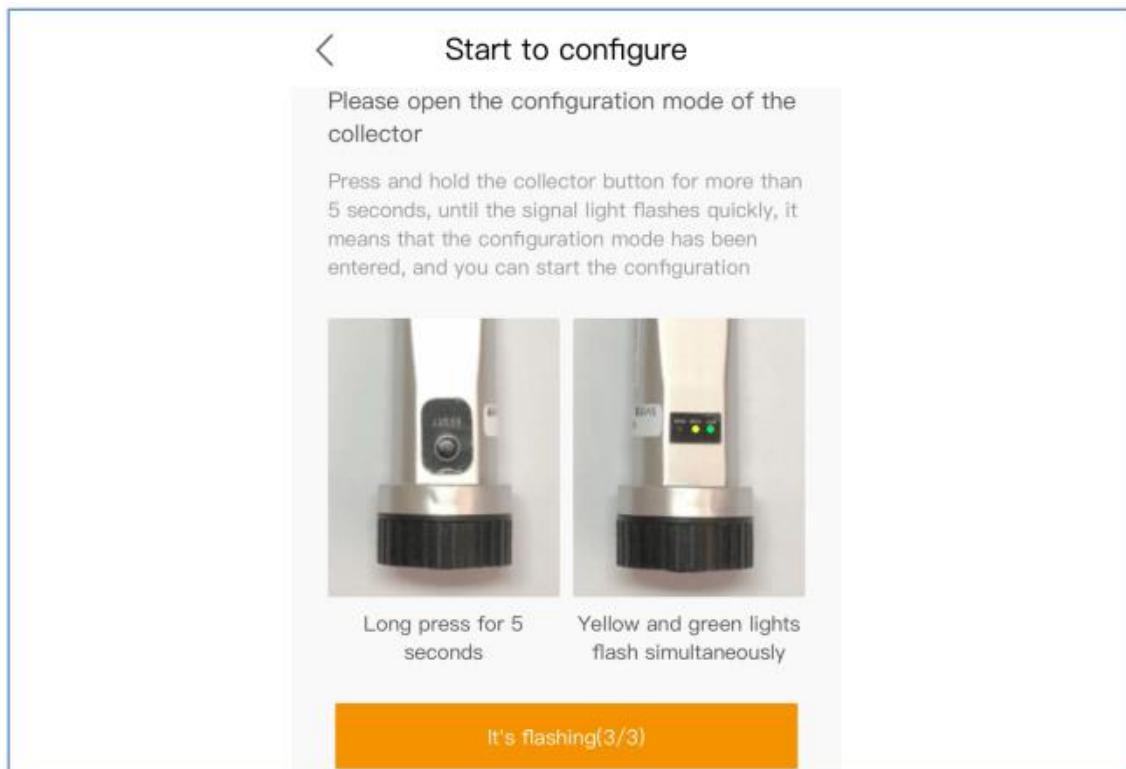 Start to configure
Please open the configuration mode of the
collector
Press and hold the collector button for more than
5 seconds, until the signal light flashes quickly, it
means that the configuration mode has been
entered, and you can start the configuration
Long press for 5
seconds
Yellow and green lights
flash simultaneously
It's flashing(3/3)